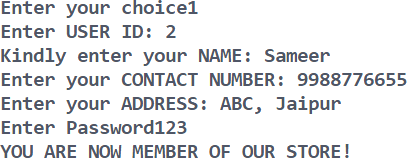 Enter your choice1
Enter USER ID: 2
Kindly enter your NAME: Sameer
Enter your CONTACT NUMBER: 9988776655
Enter your ADDRESS: ABC, Jaipur
Enter Password123
YOU ARE NOW MEMBER OF OUR STORE!